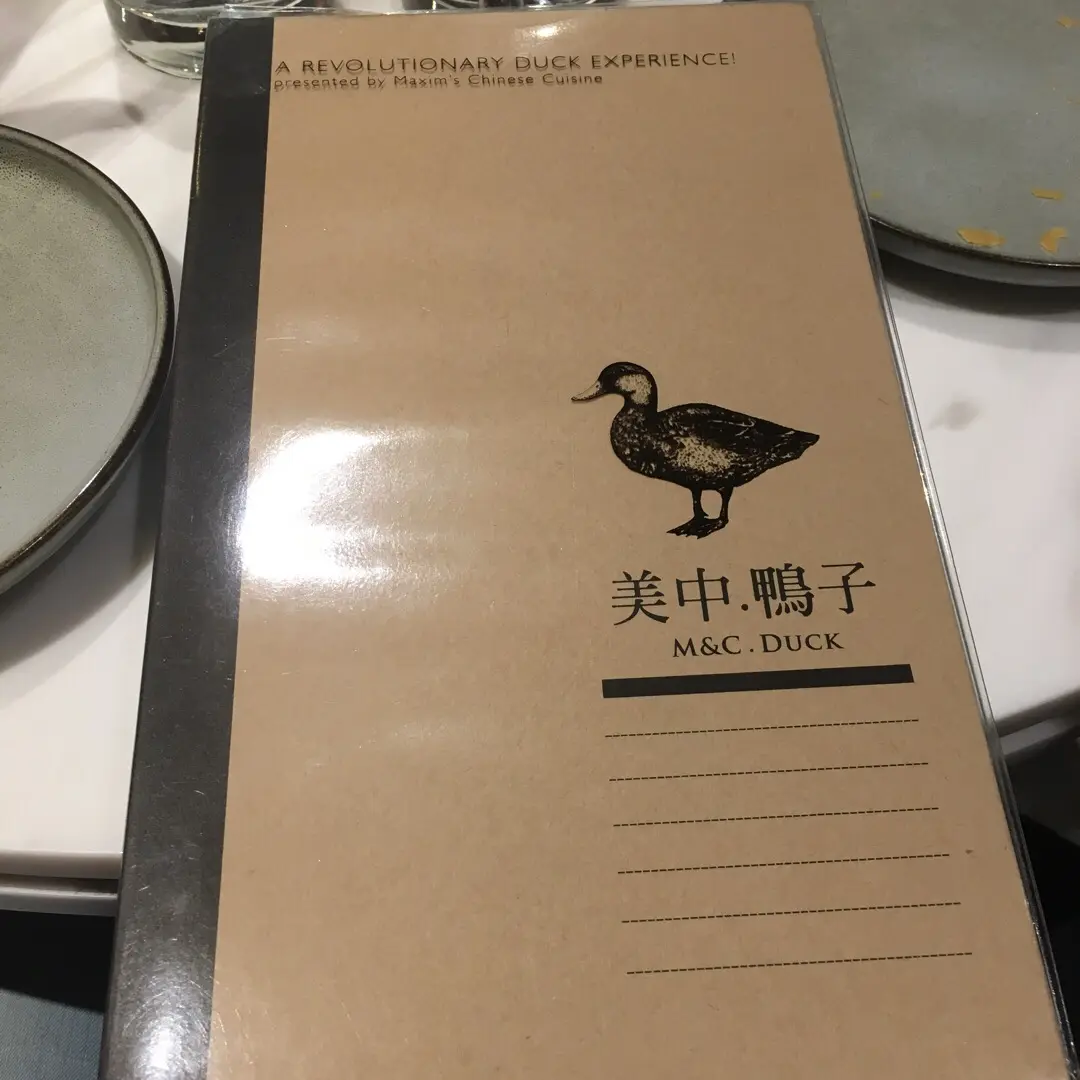 A REVOLUTIONARY DUCK EXPERIENCE!
presented by Maxim's Chinese Cuisine
美中.鴨子
M&C.DUCK